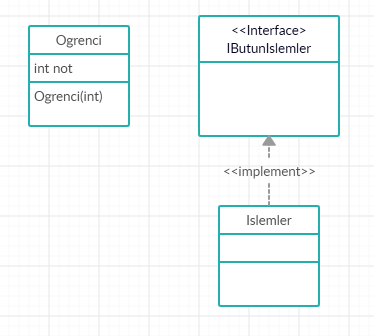 Ogrenci
int not
Ogrenci(int)
<<Interface>
IButunIslemler
<<implement>>
Islemler